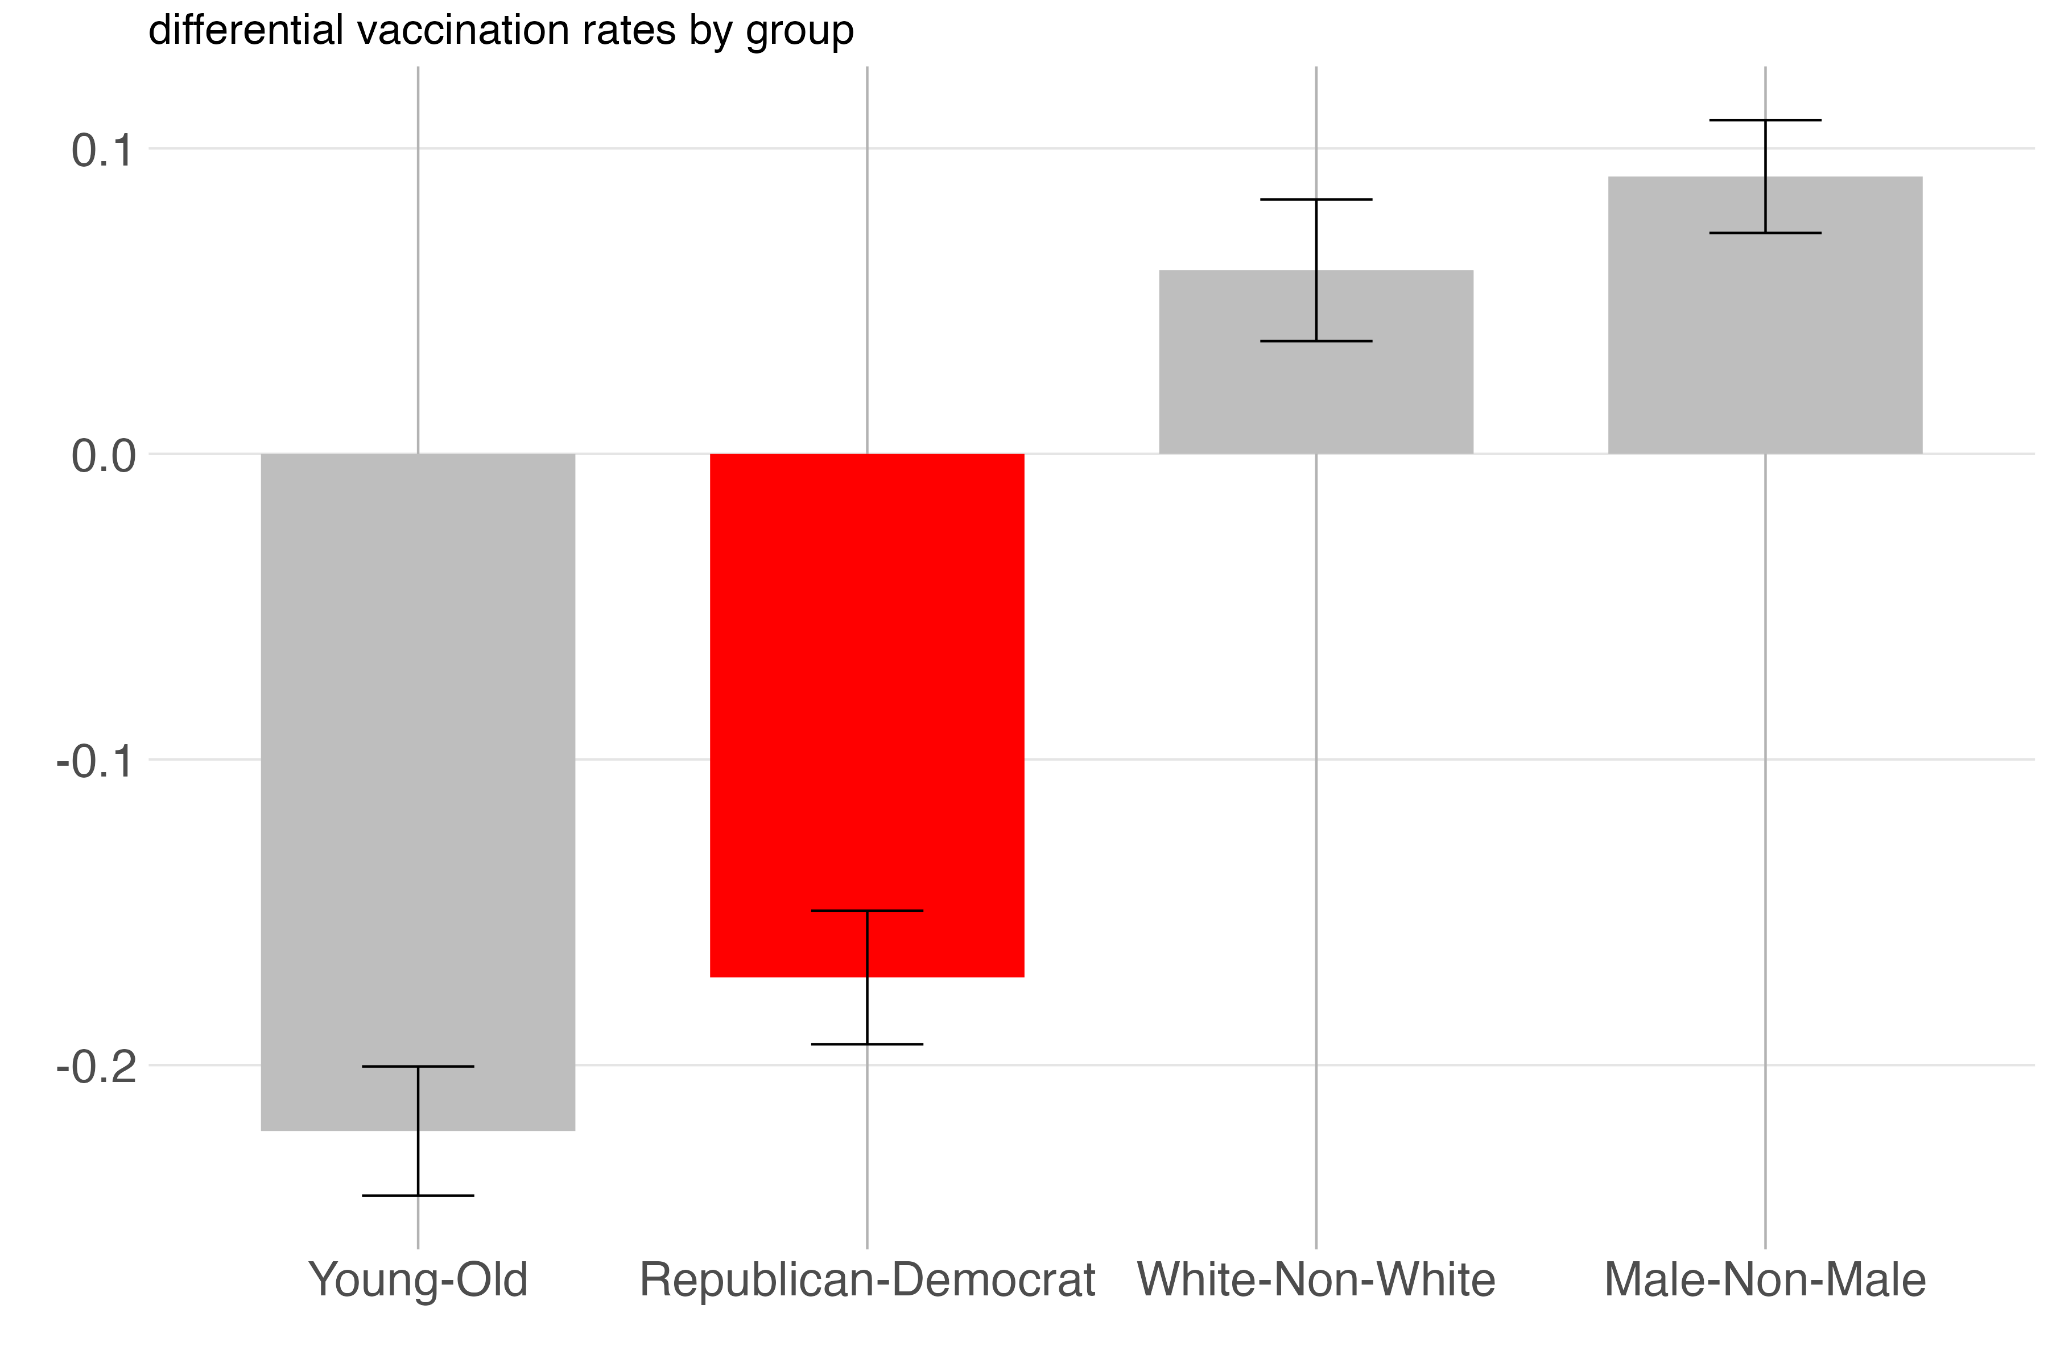 differential vaccination rates by group
0.1
0.0
-0.1
-0.2
Young-Old Republican-Democrat White-Non-White Male-Non-Male